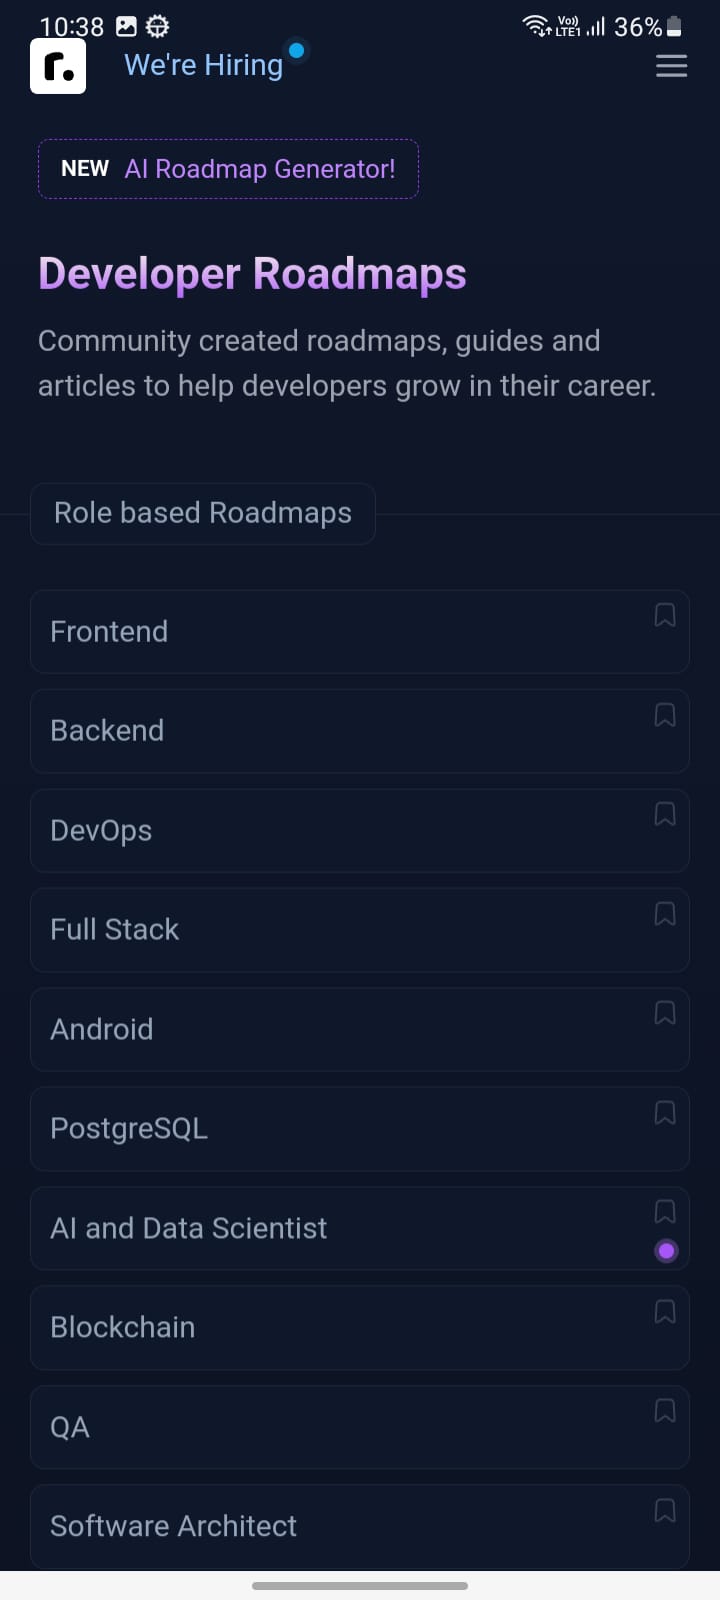 10:38 Vo)) LTE1 36%
r. We're Hiring
NEW AI Roadmap Generator!
Developer Roadmaps
Community created roadmaps, guides and
articles to help developers grow in their career.
Role based Roadmaps
Frontend
Backend
DevOps
Full Stack
Android
PostgreSQL
AI and Data Scientist
Blockchain
QA
Software Architect